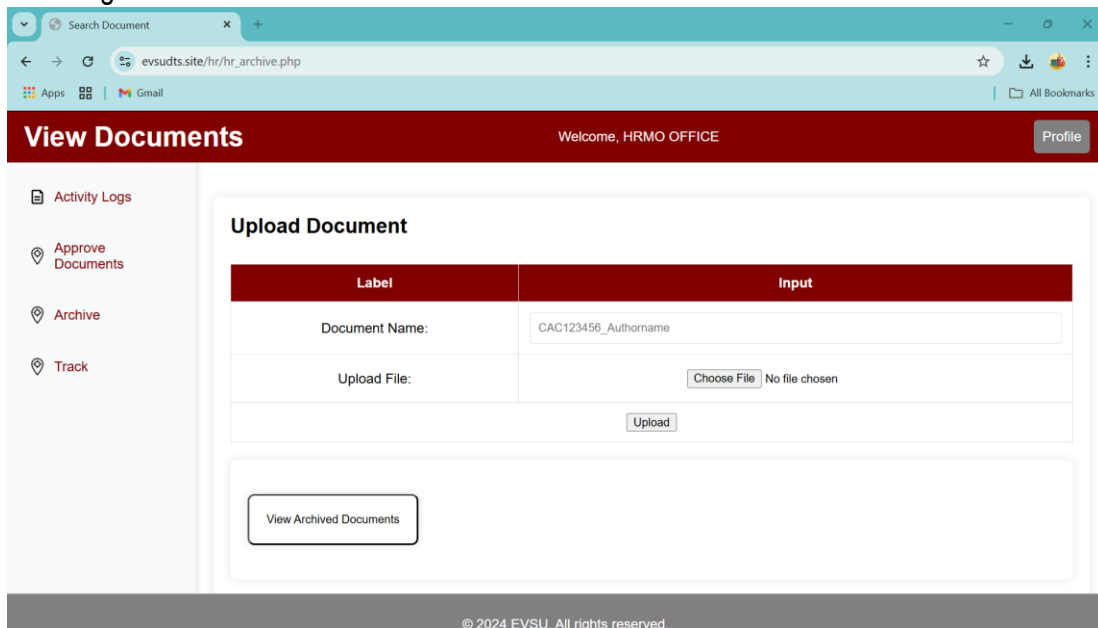 Search Document
evsudts.site/hr/hr_archive.php
Apps
Gmail
All Bookmarks
View Documents
Welcome, HRMO OFFICE
Profile
Activity Logs
Approve
Documents
Archive
Track
Upload Document
Label
Input
Document Name:
CAC123456_Authorname
Upload File:
Choose File No file chosen
Upload
View Archived Documents
© 2024 EVSU. All rights reserved.